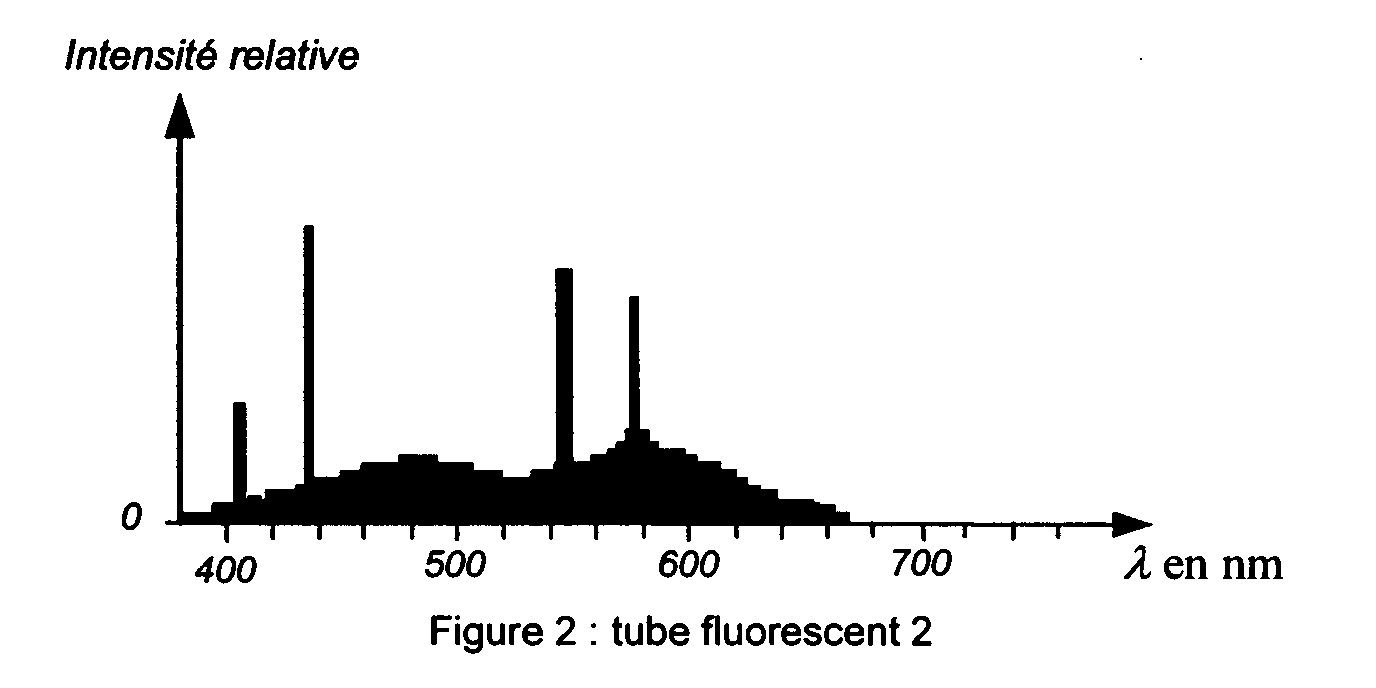 Intensité relative
0
400 500 600 700 λ en nm
Figure 2 : tube fluorescent 2